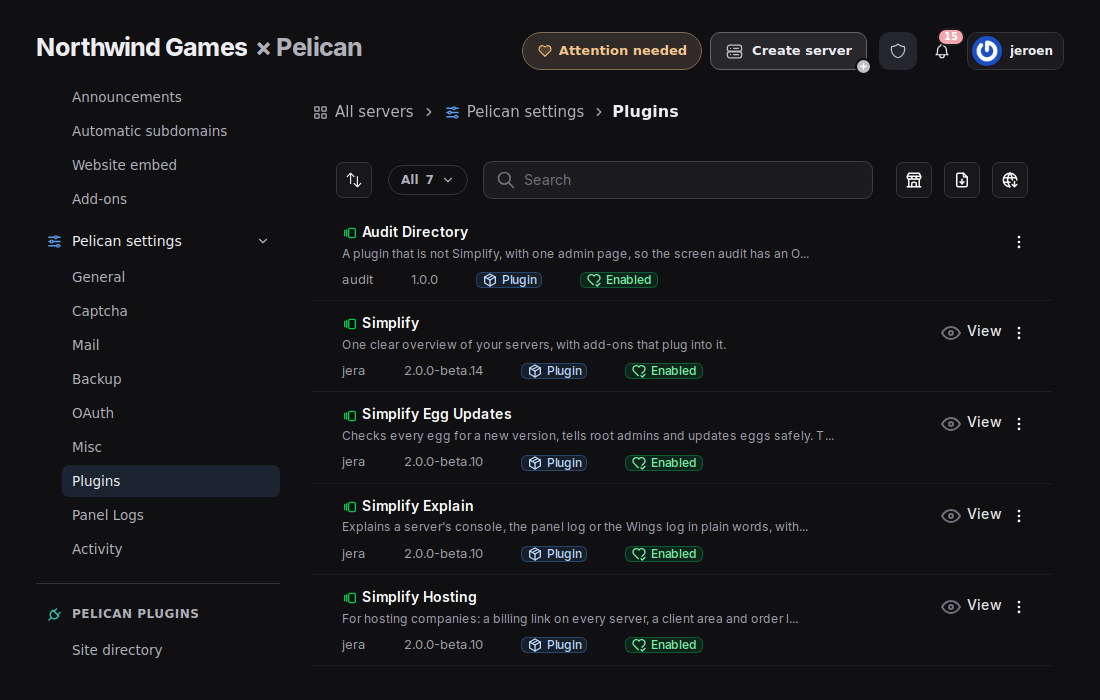 Northwind Games × Pelican
Attention needed
Create server
15
jeroen
Announcements
Automatic subdomains
Website embed
Add-ons
Pelican settings
General
Captcha
Mail
Backup
OAuth
Misc
Plugins
Panel Logs
Activity
PELICAN PLUGINS
Site directory
All servers > Pelican settings > Plugins
All 7
Search
Audit Directory
A plugin that is not Simplify, with one admin page, so the screen audit has an O...
audit 1.0.0 Plugin Enabled
Simplify
View
One clear overview of your servers, with add-ons that plug into it.
jera 2.0.0-beta.14 Plugin Enabled
Simplify Egg Updates
View
Checks every egg for a new version, tells root admins and updates eggs safely. T...
jera 2.0.0-beta.10 Plugin Enabled
Simplify Explain
View
Explains a server's console, the panel log or the Wings log in plain words, with...
jera 2.0.0-beta.10 Plugin Enabled
Simplify Hosting
View
For hosting companies: a billing link on every server, a client area and order l...
jera 2.0.0-beta.10 Plugin Enabled